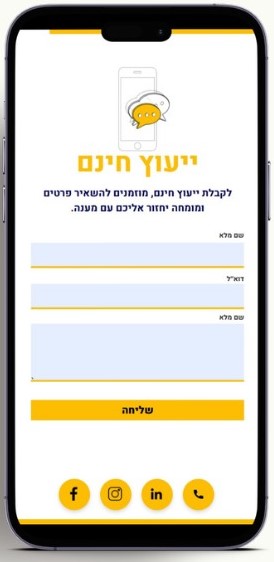 ייעוץ חינם
לקבלת ייעוץ חינם, מוזמנים להשאיר פרטים
ומומחה יחזור אליכם עם מענה.
שם מלא
דוא"ל
שם מלא
שליחה